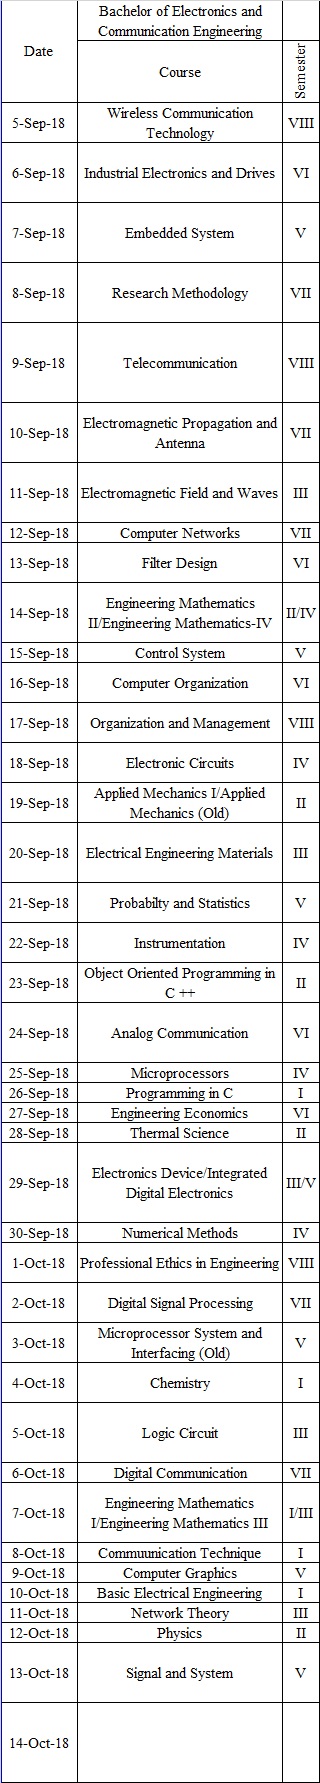 Date
Bachelor of Electronics and
Communication Engineering
Course
Semester
5-Sep-18 Wireless Communication Technology VIII
6-Sep-18 Industrial Electronics and Drives VI
7-Sep-18 Embedded System V
8-Sep-18 Research Methodology VII
9-Sep-18 Telecommunication VIII
10-Sep-18 Electromagnetic Propagation and Antenna VII
11-Sep-18 Electromagnetic Field and Waves III
12-Sep-18 Computer Networks VII
13-Sep-18 Filter Design VI
14-Sep-18 Engineering Mathematics II/Engineering Mathematics-IV II/IV
15-Sep-18 Control System V
16-Sep-18 Computer Organization VI
17-Sep-18 Organization and Management VIII
18-Sep-18 Electronic Circuits IV
19-Sep-18 Applied Mechanics I/Applied Mechanics (Old) II
20-Sep-18 Electrical Engineering Materials III
21-Sep-18 Probabilty and Statistics V
22-Sep-18 Instrumentation IV
23-Sep-18 Object Oriented Programming in C ++ II
24-Sep-18 Analog Communication VI
25-Sep-18 Microprocessors IV
26-Sep-18 Programming in C I
27-Sep-18 Engineering Economics VI
28-Sep-18 Thermal Science II
29-Sep-18 Electronics Device/Integrated Digital Electronics III/V
30-Sep-18 Numerical Methods IV
1-Oct-18 Professional Ethics in Engineering VIII
2-Oct-18 Digital Signal Processing VII
3-Oct-18 Microprocessor System and Interfacing (Old) V
4-Oct-18 Chemistry I
5-Oct-18 Logic Circuit III
6-Oct-18 Digital Communication VII
7-Oct-18 Engineering Mathematics I/Engineering Mathematics III I/III
8-Oct-18 Commuunication Technique I
9-Oct-18 Computer Graphics V
10-Oct-18 Basic Electrical Engineering I
11-Oct-18 Network Theory III
12-Oct-18 Physics II
13-Oct-18 Signal and System V
14-Oct-18